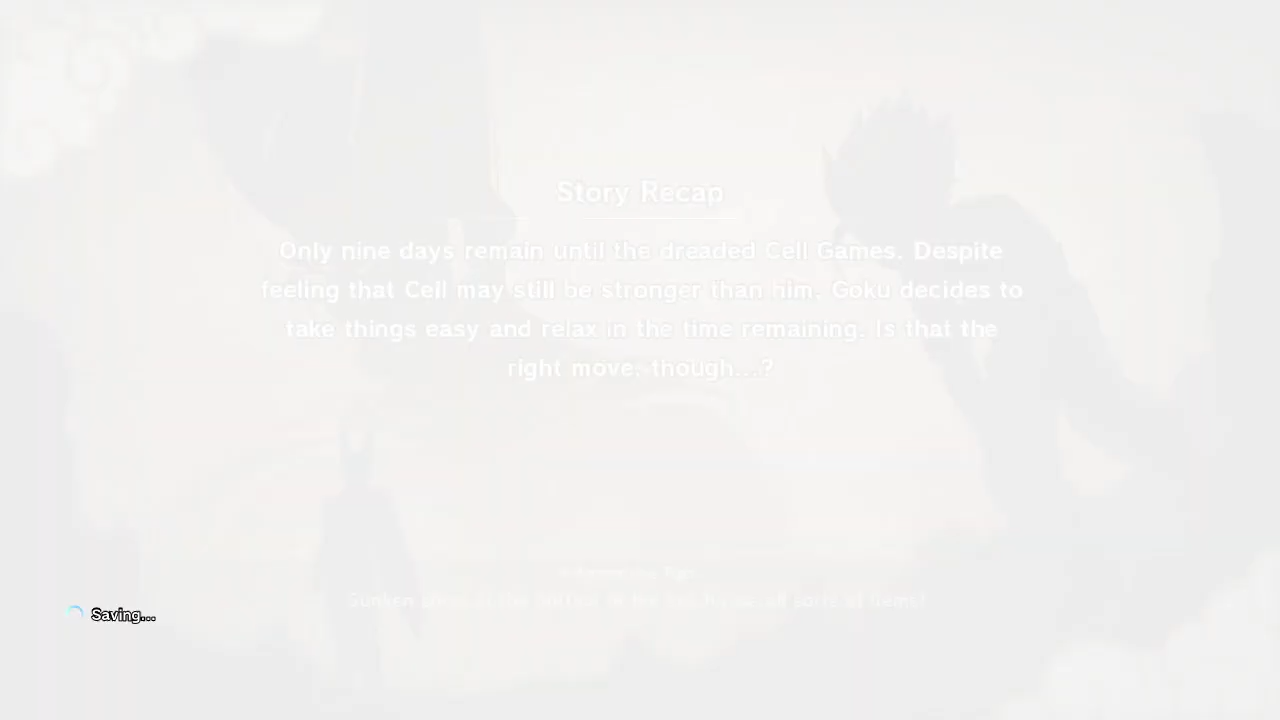 Story Recap
Only nine days remain until the dreaded Cell Games. Despite
feeling that Cell may still be stronger than him, Goku decides to
take things easy and relax in the time remaining. Is that the
right move, though...?
Sunken
items!
Saving...